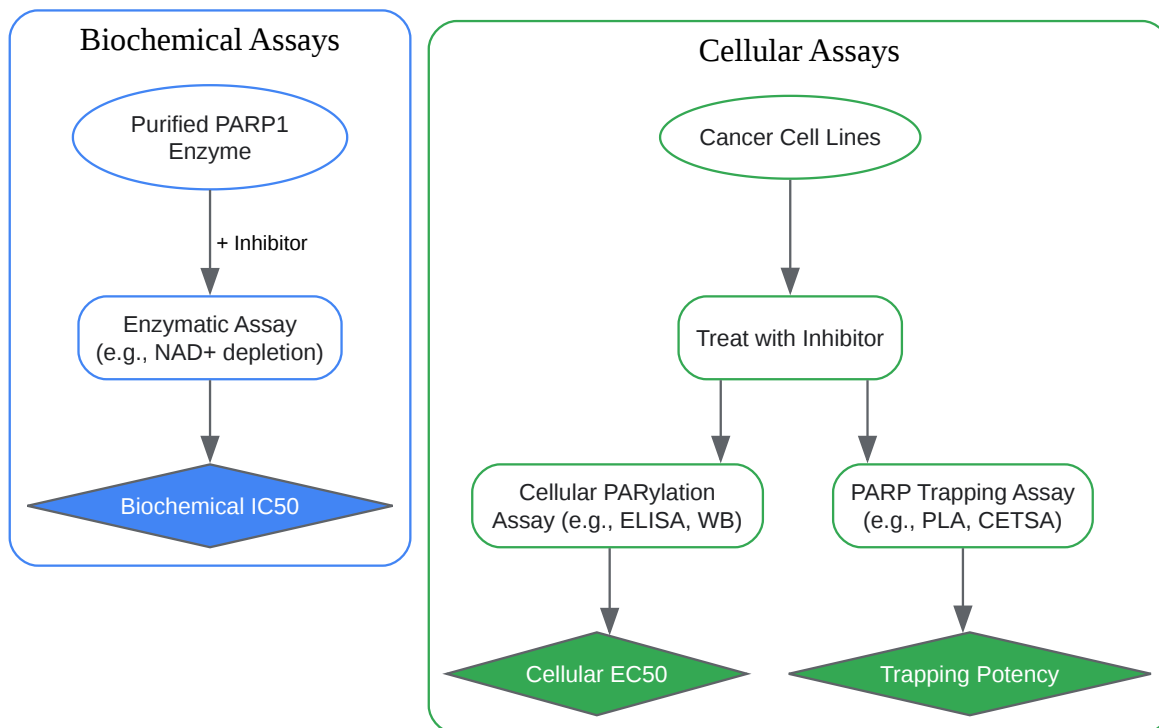 Biochemical Assays
Purified PARP1
Enzyme
+ Inhibitor
Enzymatic Assay
(e.g., NAD+ depletion)
Biochemical IC50
Cellular Assays
Cancer Cell Lines
Treat with Inhibitor
Cellular PARylation
Assay (e.g., ELISA, WB)
PARP Trapping Assay
(e.g., PLA, CETSA)
Cellular EC50
Trapping Potency